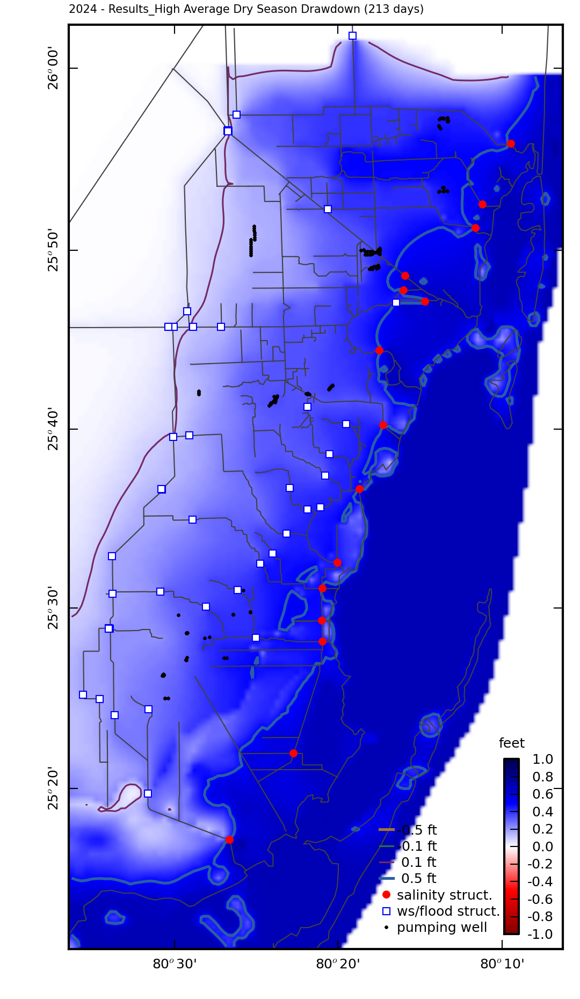 2024 - Results_High Average Dry Season Drawdown (213 days)
26° 00'
25° 50'
25° 40'
25° 30'
25° 20'
feet
1.0
0.8
0.6
0.4
0.2
0.0
-0.2
-0.4
-0.6
-0.8
-1.0
-0.5 ft
-0.1 ft
0.1 ft
0.5 ft
salinity struct.
ws/flood struct.
pumping well
80° 30'
80° 20'
80° 10'